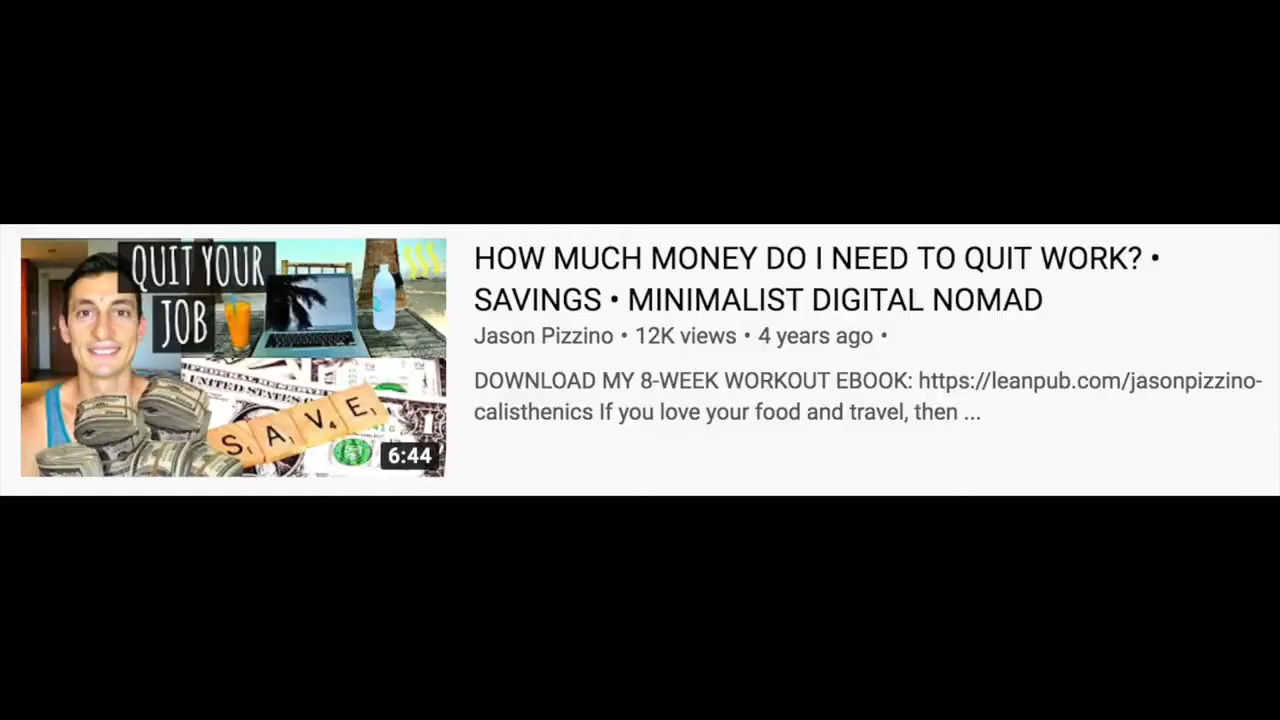 QUIT YOUR
JOB
SAVE
6:44
HOW MUCH MONEY DO I NEED TO QUIT WORK? •
SAVINGS • MINIMALIST DIGITAL NOMAD
Jason Pizzino • 12K views • 4 years ago •
DOWNLOAD MY 8-WEEK WORKOUT EBOOK: https://leanpub.com/jasonpizzino-
calisthenics If you love your food and travel, then ...